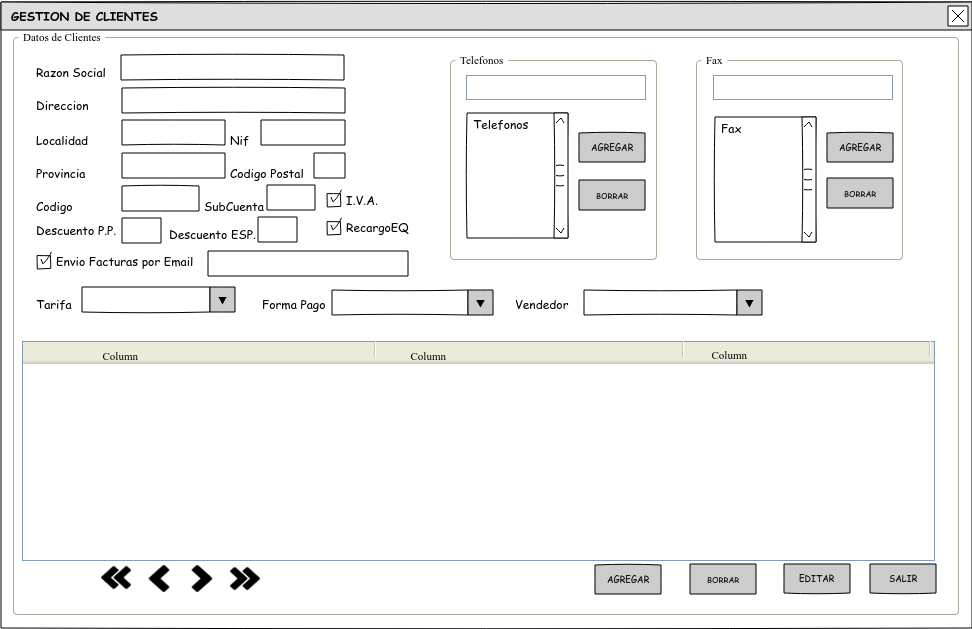 GESTION DE CLIENTES
Datos de Clientes
Razon Social
Direccion
Localidad Nif
Provincia Codigo Postal
Codigo SubCuenta I.V.A.
Descuento P.P. Descuento ESP. RecargoEQ
Envio Facturas por Email
Telefonos
Telefonos
AGREGAR
BORRAR
Fax
Fax
AGREGAR
BORRAR
Tarifa Forma Pago Vendedor
Column Column Column
AGREGAR BORRAR EDITAR SALIR